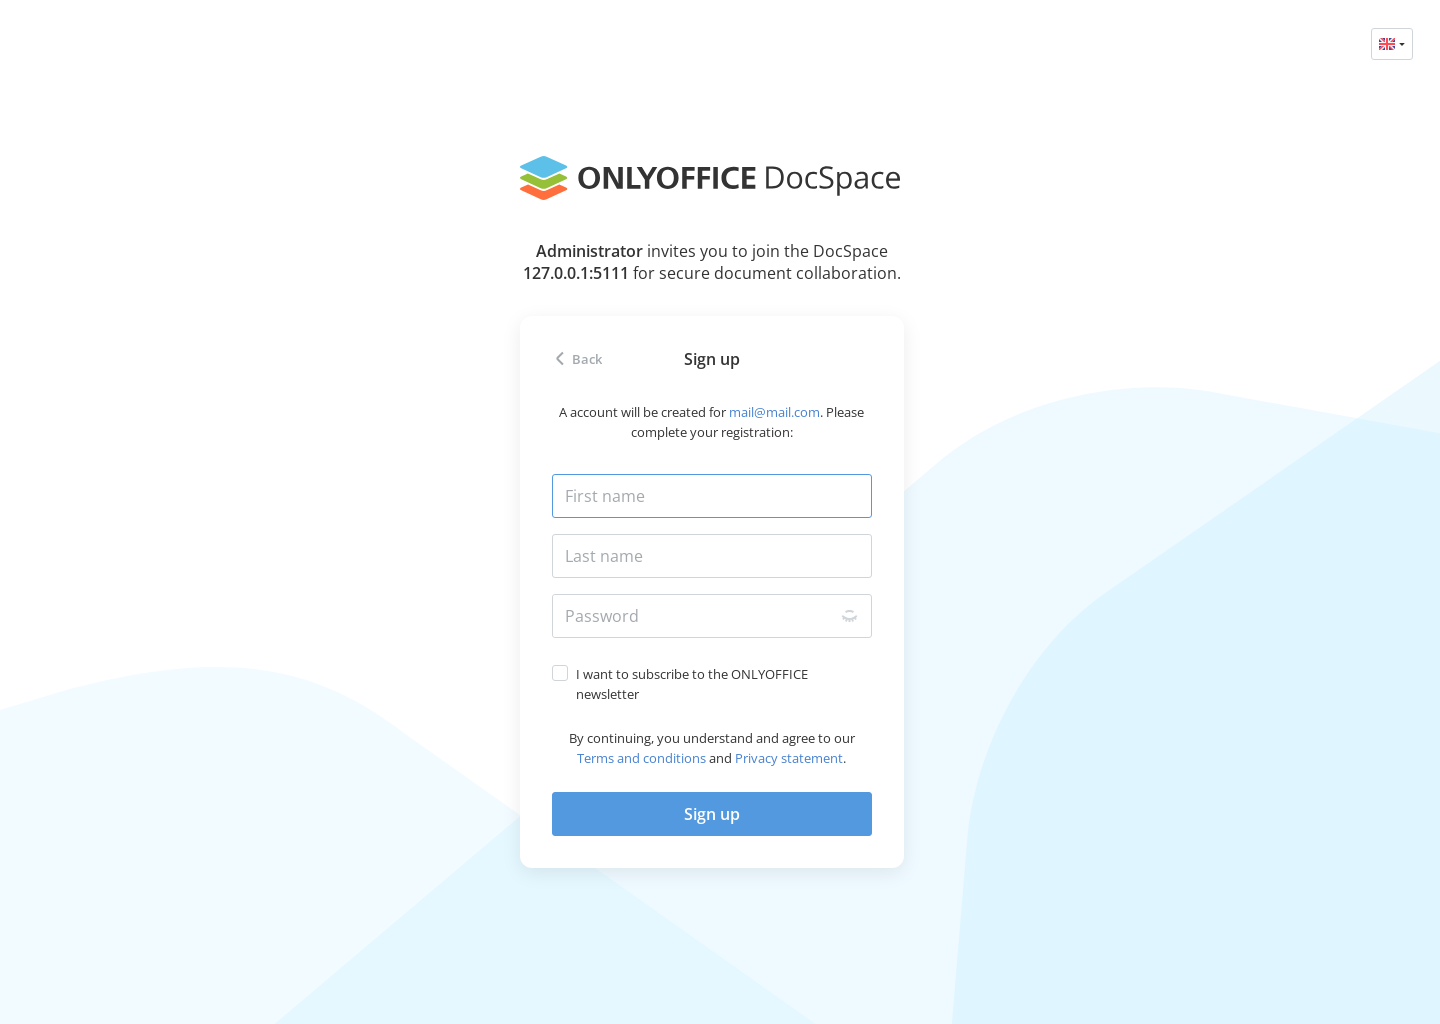 ONLYOFFICE DocSpace
Administrator invites you to join the DocSpace
127.0.0.1:5111 for secure document collaboration.
Back
Sign up
A account will be created for mail@mail.com. Please
complete your registration:
First name
Last name
Password
I want to subscribe to the ONLYOFFICE
newsletter
By continuing, you understand and agree to our
Terms and conditions and Privacy statement.
Sign up